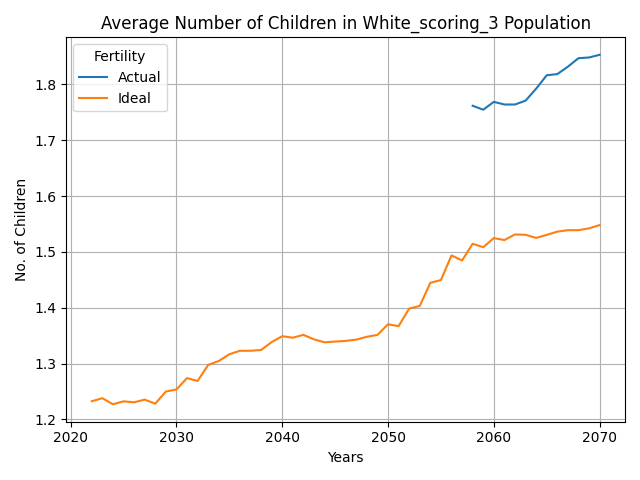 Average Number of Children in White_scoring_3 Population
Fertility
Actual
Ideal
No. of Children
1.8
1.7
1.6
1.5
1.4
1.3
1.2
2020 2030 2040 2050 2060 2070
Years